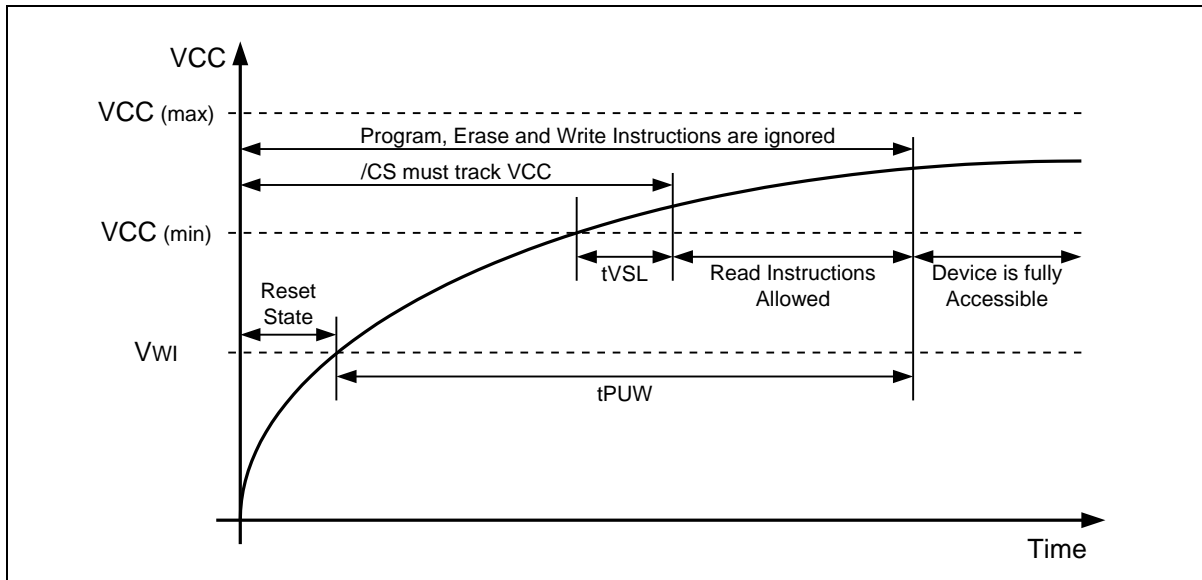 VCC
VCC (max)
Program, Erase and Write Instructions are ignored
/CS must track VCC
VCC (min)
tVSL
Read Instructions
Allowed
Device is fully
Accessible
Reset
State
VWI
tPUW
Time